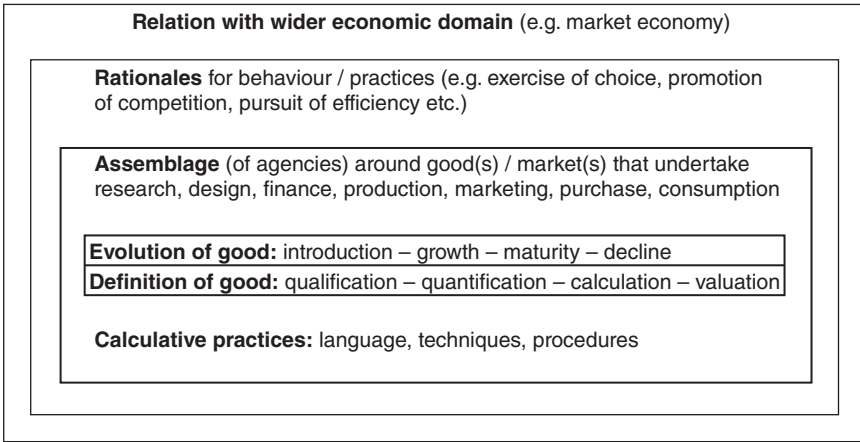 Relation with wider economic domain (e.g. market economy)
Rationales for behaviour / practices (e.g. exercise of choice, promotion
of competition, pursuit of efficiency etc.)
Assemblage (of agencies) around good(s) / market(s) that undertake
research, design, finance, production, marketing, purchase, consumption
Evolution of good: introduction – growth – maturity – decline
Definition of good: qualification – quantification – calculation – valuation
Calculative practices: language, techniques, procedures